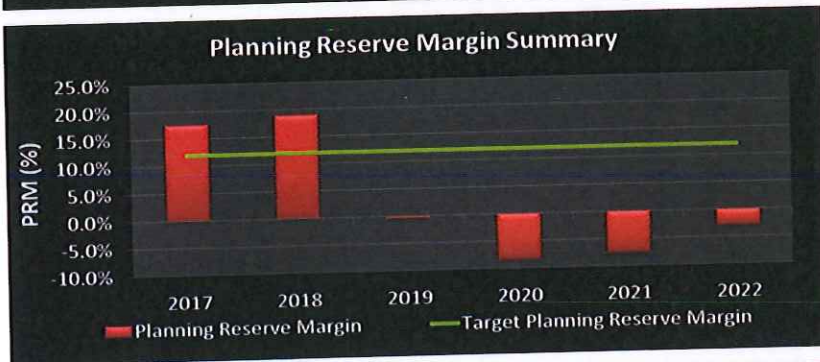 Planning Reserve Margin Summary
25.0%
20.0%
15.0%
10.0%
5.0%
0.0%
-5.0%
-10.0%
PRM (%)
2017 2018 2019 2020 2021 2022
Planning Reserve Margin Target Planning Reserve Margin